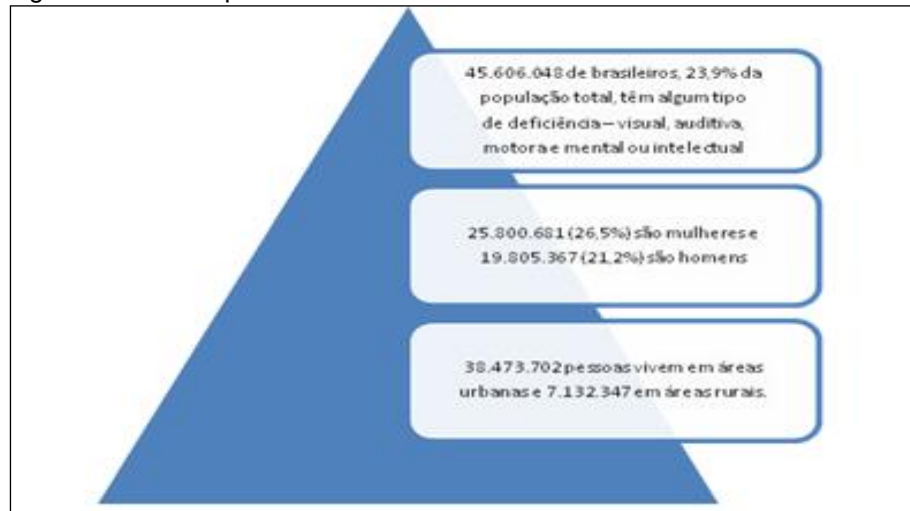 45.606.048 de brasileiros, 23,9% da
população total, têm algum tipo
de deficiência – visual, auditiva,
motora e mental ou intelectual
25.800.681 (26,5%) são mulheres e
19.805.367 (21,2%) são homens
38.473.702 pessoas vivem em áreas
urbanas e 7.132.347 em áreas rurais.